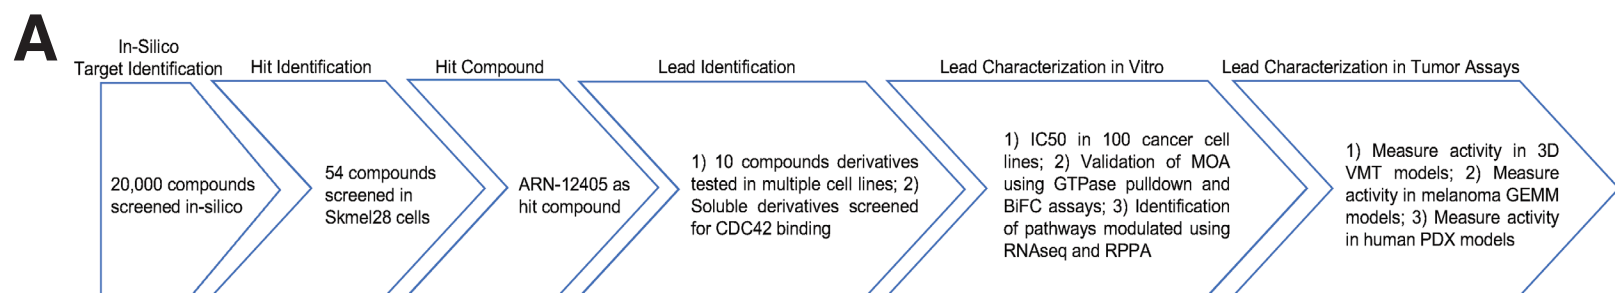 A
In-Silico
Target Identification
Hit Identification
Hit Compound
Lead Identification
Lead Characterization in Vitro
Lead Characterization in Tumor Assays
20,000 compounds
screened in-silico
54 compounds
screened in
Skmel28 cells
ARN-12405 as
hit compound
1) 10 compounds derivatives
tested in multiple cell lines; 2)
Soluble derivatives screened
for CDC42 binding
1) IC50 in 100 cancer cell
lines; 2) Validation of MOA
using GTPase pulldown and
BiFC assays; 3) Identification
of pathways modulated using
RNAseq and RPPA
1) Measure activity in 3D
VMT models; 2) Measure
activity in melanoma GEMM
models; 3) Measure activity
in human PDX models